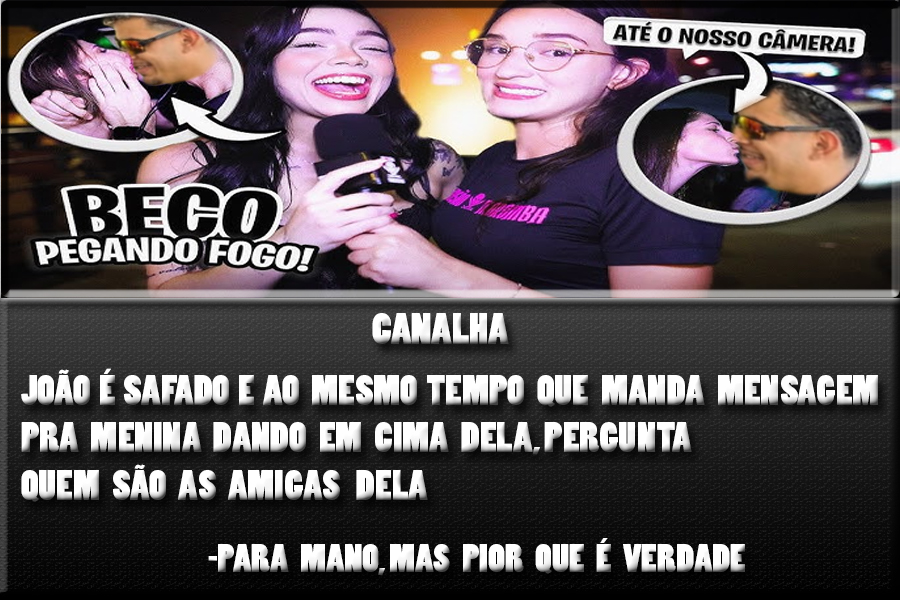 ATÉ O NOSSO CÂMERA!
BECO
PEGANDO FOGO!
CANALHA
JOÃO É SAFADO E AO MESMO TEMPO QUE MANDA MENSAGEM
PRA MENINA DANDO EM CIMA DELA,PERGUNTA
QUEM SÃO AS AMIGAS DELA
-PARA MANO,MAS PIOR QUE É VERDADE